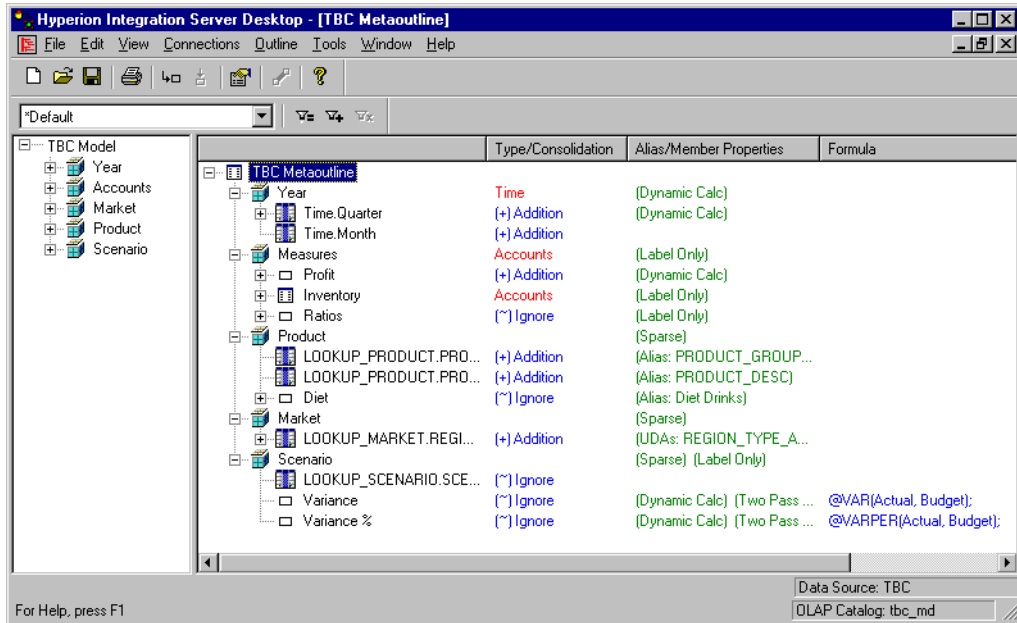 Hyperion Integration Server Desktop - [TBC Metaoutline]
File Edit View Connections Outline Tools Window Help
*Default
TBC Model
Year
Accounts
Market
Product
Scenario
Type/Consolidation Alias/Member Properties Formula
TBC Metaoutline
Year Time (Dynamic Calc)
Time.Quarter (+) Addition (Dynamic Calc)
Time.Month (+) Addition
Measures Accounts (Label Only)
Profit (+) Addition (Dynamic Calc)
Inventory Accounts (Label Only)
Ratios (~) Ignore (Label Only)
Product (Sparse)
LOOKUP_PRODUCT.PRO... (+) Addition (Alias: PRODUCT_GROUP...
LOOKUP_PRODUCT.PRO... (+) Addition (Alias: PRODUCT_DESC)
Diet (~) Ignore (Alias: Diet Drinks)
Market (Sparse)
LOOKUP_MARKET.REGI... (+) Addition (UDAs: REGION_TYPE_A...
Scenario (Sparse) (Label Only)
LOOKUP_SCENARIO.SCE... (~) Ignore
Variance (~) Ignore (Dynamic Calc) (Two Pass ... @VAR(Actual, Budget);
Variance % (~) Ignore (Dynamic Calc) (Two Pass ... @VARPER(Actual, Budget);
Data Source: TBC
For Help, press F1 OLAP Catalog: tbc_md